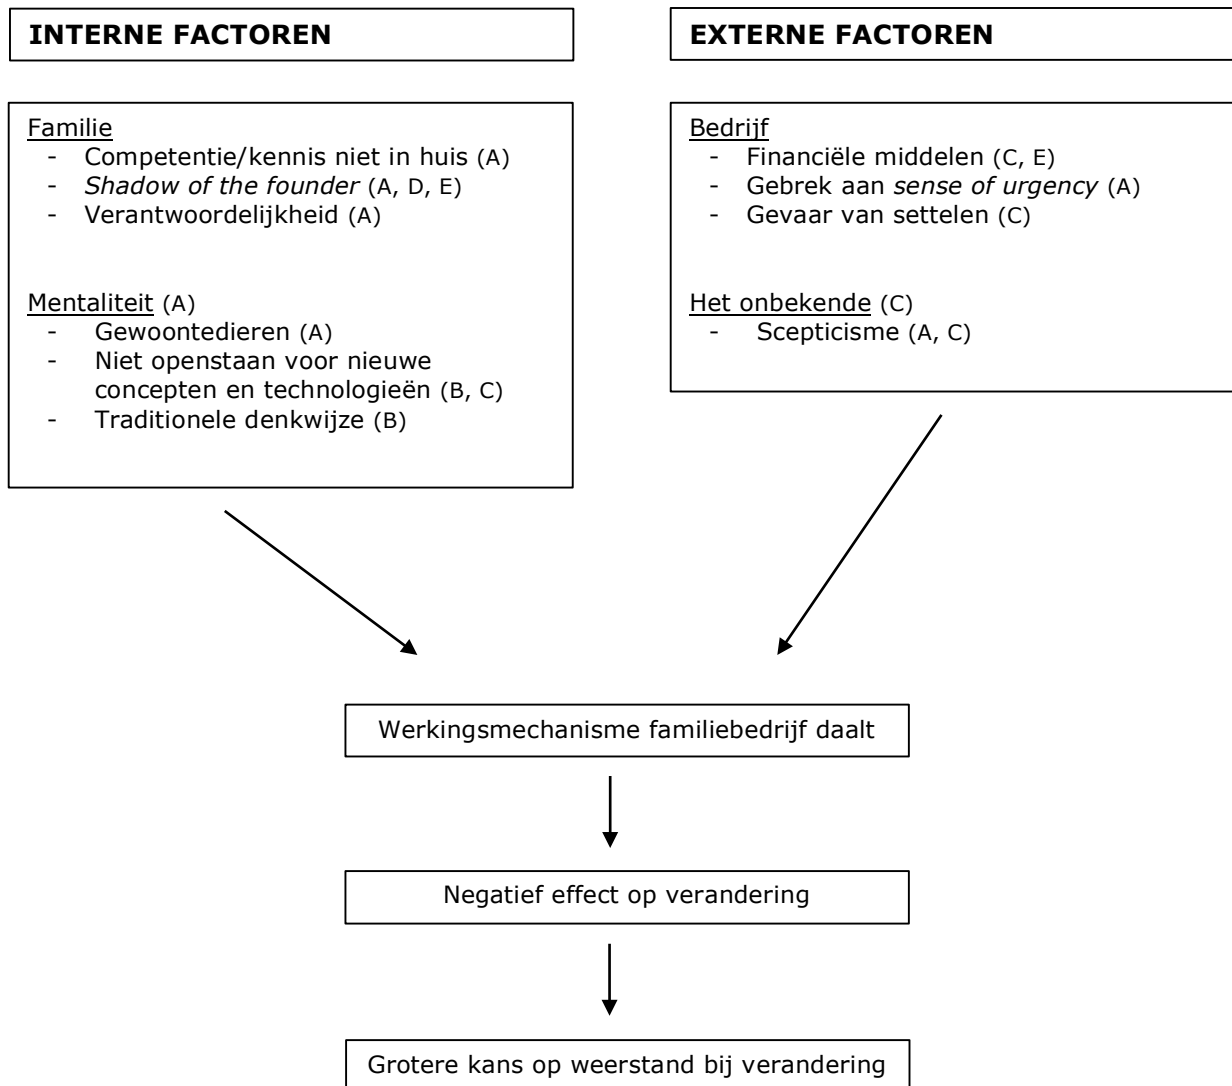 INTERNE FACTOREN
Familie
- Competentie/kennis niet in huis (A)
- Shadow of the founder (A, D, E)
- Verantwoordelijkheid (A)
Mentaliteit (A)
- Gewoontedieren (A)
- Niet openstaan voor nieuwe
concepten en technologieën (B, C)
- Traditionele denkwijze (B)
EXTERNE FACTOREN
Bedrijf
- Financiële middelen (C, E)
- Gebrek aan sense of urgency (A)
- Gevaar van settelen (C)
Het onbekende (C)
- Scepticisme (A, C)
Werkingsmechanisme familiebedrijf daalt
Negatief effect op verandering
Grotere kans op weerstand bij verandering